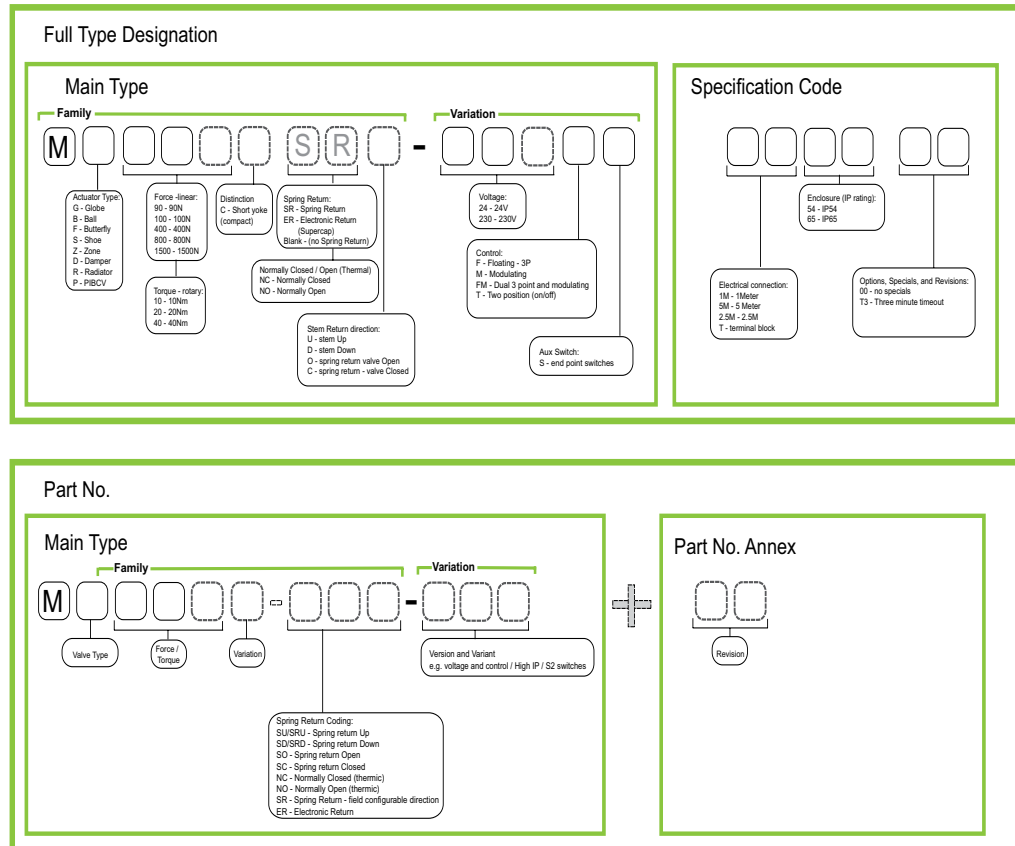 Full Type Designation
Main Type
Family
Variation
M
S R
-
Actuator Type:
G - Globe
B - Ball
F - Butterfly
S - Shoe
Z - Zone
D - Damper
R - Radiator
P - PIBCV
Force -linear:
90 - 90N
100 - 100N
400 - 400N
800 - 800N
1500 - 1500N
Torque - rotary:
10 - 10Nm
20 - 20Nm
40 - 40Nm
Distinction
C - Short yoke
(compact)
Spring Return:
SR - Spring Return
ER - Electronic Return
(Supercap)
Blank - (no Spring Return)
Normally Closed / Open (Thermal)
NC - Normally Closed
NO - Normally Open
Stem Return direction:
U - stem Up
D - stem Down
O - spring return valve Open
C - spring return - valve Closed
Voltage:
24 - 24V
230 - 230V
Control:
F - Floating - 3P
M - Modulating
FM - Dual 3 point and modulating
T - Two position (on/off)
Aux Switch:
S - end point switches
Specification Code
Enclosure (IP rating):
54 - IP54
65 - IP65
Electrical connection:
1M - 1Meter
5M - 5 Meter
2.5M - 2.5M
T - terminal block
Options, Specials, and Revisions:
00 - no specials
T3 - Three minute timeout
Part No.
Main Type
Family
Variation
M
- -
Valve Type
Force /
Torque
Variation
Version and Variant
e.g. voltage and control / High IP / S2 switches
Spring Return Coding:
SU/SRU - Spring return Up
SD/SRD - Spring return Down
SO - Spring return Open
SC - Spring return Closed
NC - Normally Closed (thermic)
NO - Normally Open (thermic)
SR - Spring Return - field configurable direction
ER - Electronic Return
+
Part No. Annex
Revision